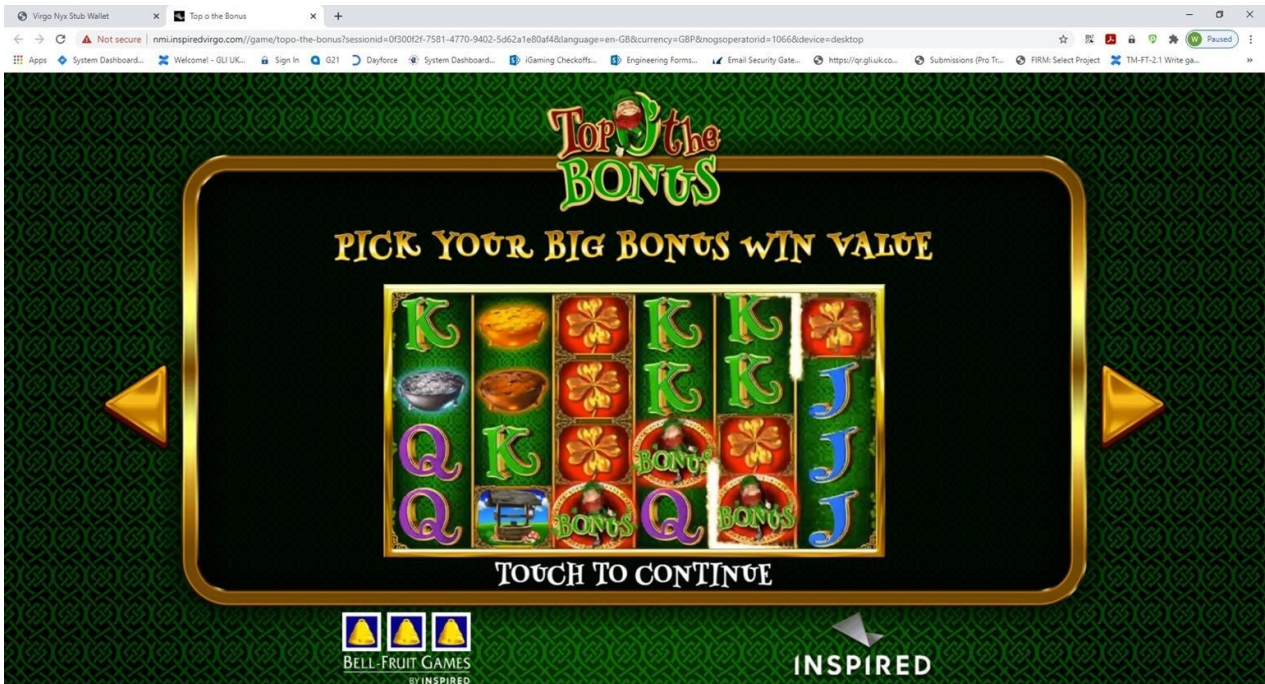 Virgo Nyx Stub Wallet
Top o the Bonus
Not secure | nmi.inspiredvirgo.com//game/topo-the-bonus?sessionid=0f300f2f-7581-4770-9402-5d62a1e80af4&language=en-GB&currency=GBP&nogsoperatorid=1066&device=desktop
W Paused
Apps System Dashboard... Welcome! - GLI UK... Sign In G21 Dayforce System Dashboard... iGaming Checkoffs... Engineering Forms... Email Security Gate... https://qr.gli.uk.co... Submissions (Pro Tr... FIRM: Select Project TM-FT-2.1 Write ga... »
TOP O the
BONUS
PICK YOUR BIG BONUS WIN VALUE
K K K
K K J
Q K BONUS J
Q BONUS Q BONUS J
TOUCH TO CONTINUE
BELL-FRUIT GAMES
BY INSPIRED
INSPIRED